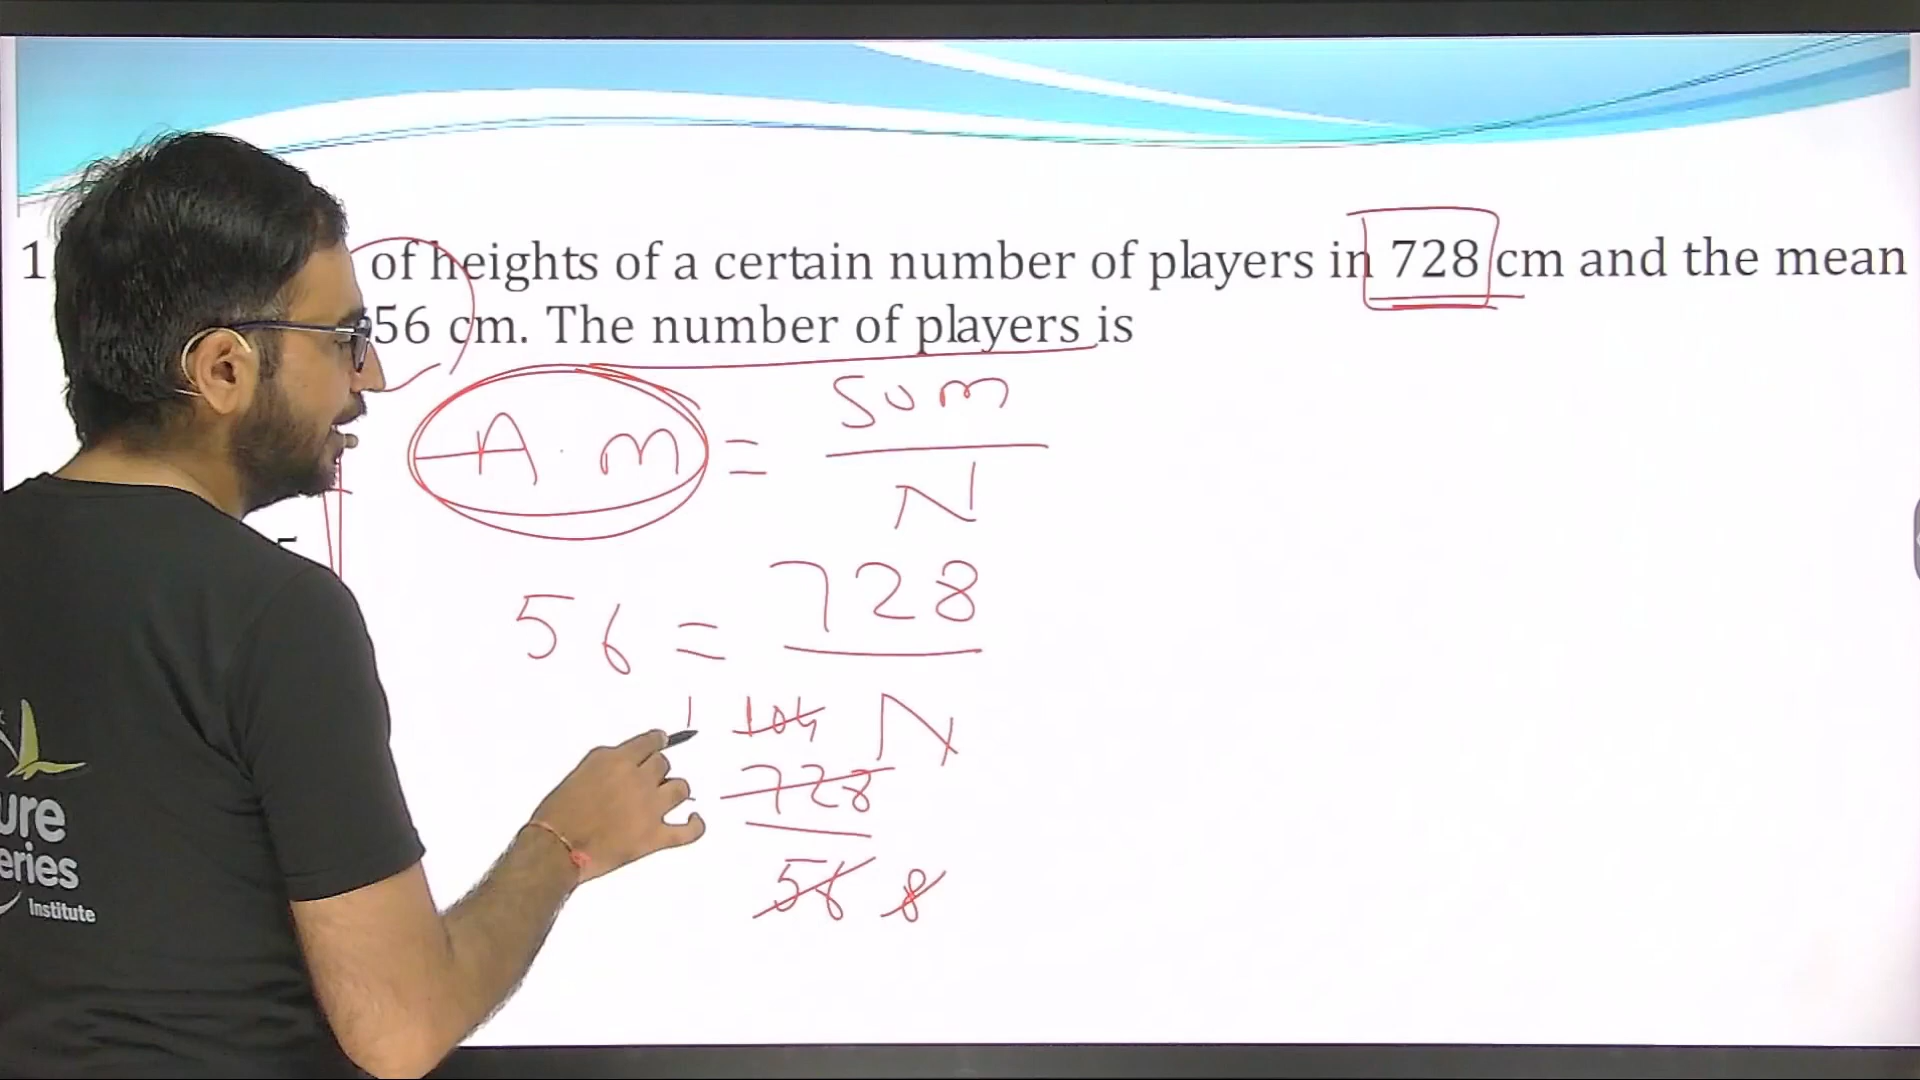 1 of heights of a certain number of players in 728 cm and the mean
56 cm. The number of players is
A.m = Sum
N
56 = 728
N
1 104
728
56 8
ure
eries
Institute